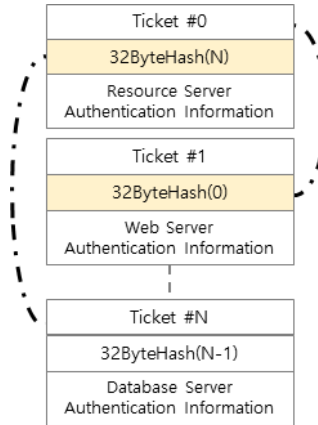 Ticket #0
32ByteHash(N)
Resource Server
Authentication Information
Ticket #1
32ByteHash(0)
Web Server
Authentication Information
Ticket #N
32ByteHash(N-1)
Database Server
Authentication Information